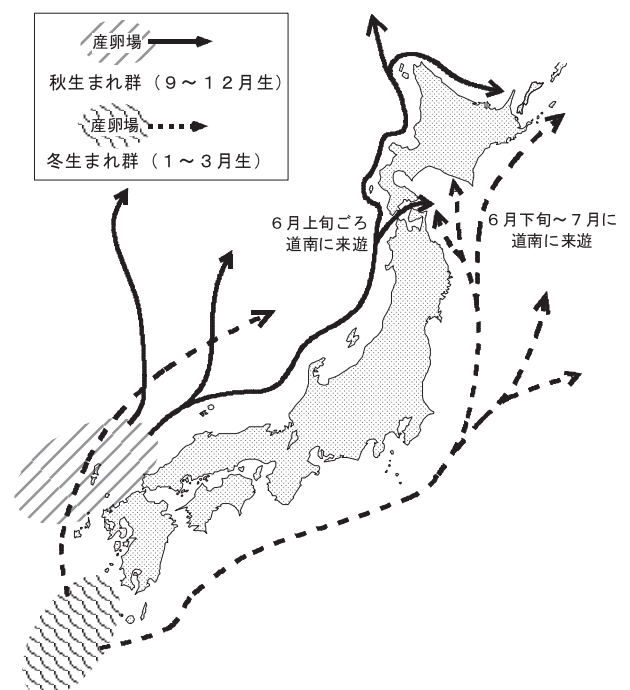 産卵場
秋生まれ群（９～１２月生）
産卵場
冬生まれ群（１～３月生）
６月上旬ごろ
道南に来遊
６月下旬～７月に
道南に来遊